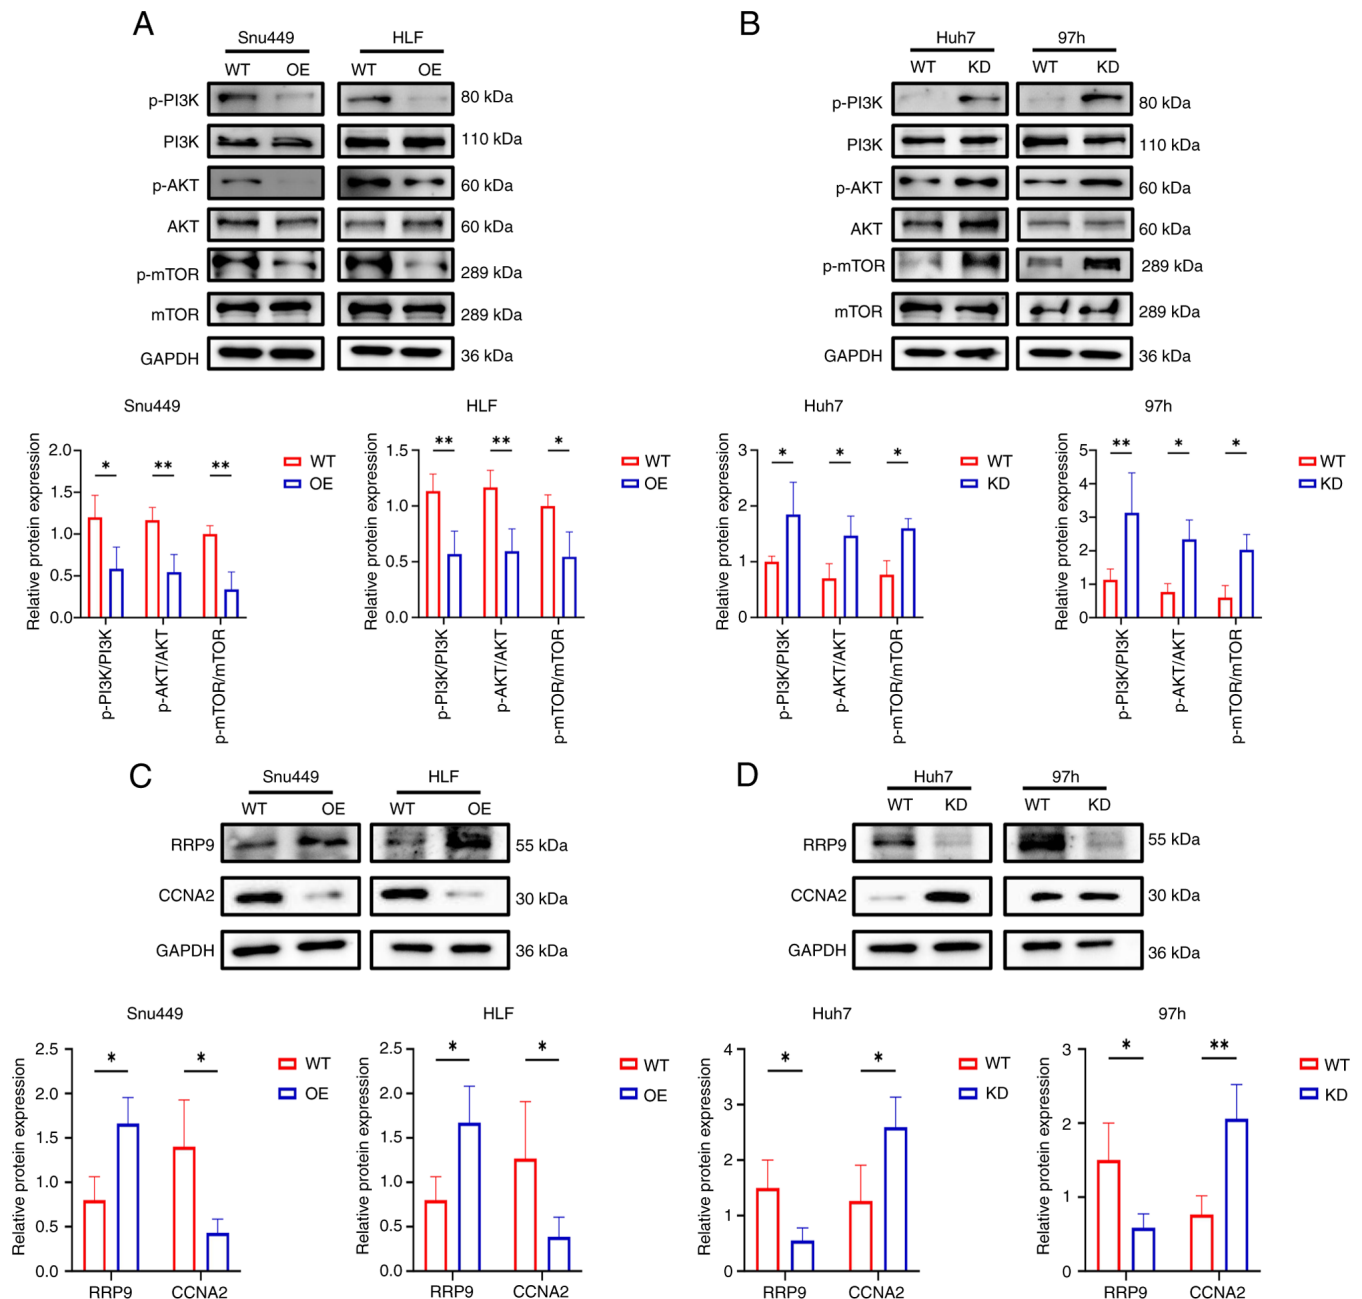 A
Snu449 HLF
WT OE WT OE
p-PI3K 80 kDa
PI3K 110 kDa
p-AKT 60 kDa
AKT 60 kDa
p-mTOR 289 kDa
mTOR 289 kDa
GAPDH 36 kDa
Snu449
Relative protein expression
2.0
1.5
1.0
0.5
0.0
* ** **
WT
OE
p-PI3K/PI3K
p-AKT/AKT
p-mTOR/mTOR
HLF
Relative protein expression
1.5
1.0
0.5
0.0
** ** *
WT
OE
p-PI3K/PI3K
p-AKT/AKT
p-mTOR/mTOR
B
Huh7 97h
WT KD WT KD
p-PI3K 80 kDa
PI3K 110 kDa
p-AKT 60 kDa
AKT 60 kDa
p-mTOR 289 kDa
mTOR 289 kDa
GAPDH 36 kDa
Huh7
Relative protein expression
3
2
1
0
* * *
WT
KD
p-PI3K/PI3K
p-AKT/AKT
p-mTOR/mTOR
97h
Relative protein expression
5
4
3
2
1
0
** * *
WT
KD
p-PI3K/PI3K
p-AKT/AKT
p-mTOR/mTOR
C
Snu449 HLF
WT OE WT OE
RRP9 55 kDa
CCNA2 30 kDa
GAPDH 36 kDa
Snu449
Relative protein expression
2.5
2.0
1.5
1.0
0.5
0.0
* *
WT
OE
RRP9 CCNA2
HLF
Relative protein expression
2.5
2.0
1.5
1.0
0.5
0.0
* *
WT
OE
RRP9 CCNA2
D
Huh7 97h
WT KD WT KD
RRP9 55 kDa
CCNA2 30 kDa
GAPDH 36 kDa
Huh7
Relative protein expression
4
3
2
1
0
* *
WT
KD
RRP9 CCNA2
97h
Relative protein expression
3
2
1
0
* **
WT
KD
RRP9 CCNA2